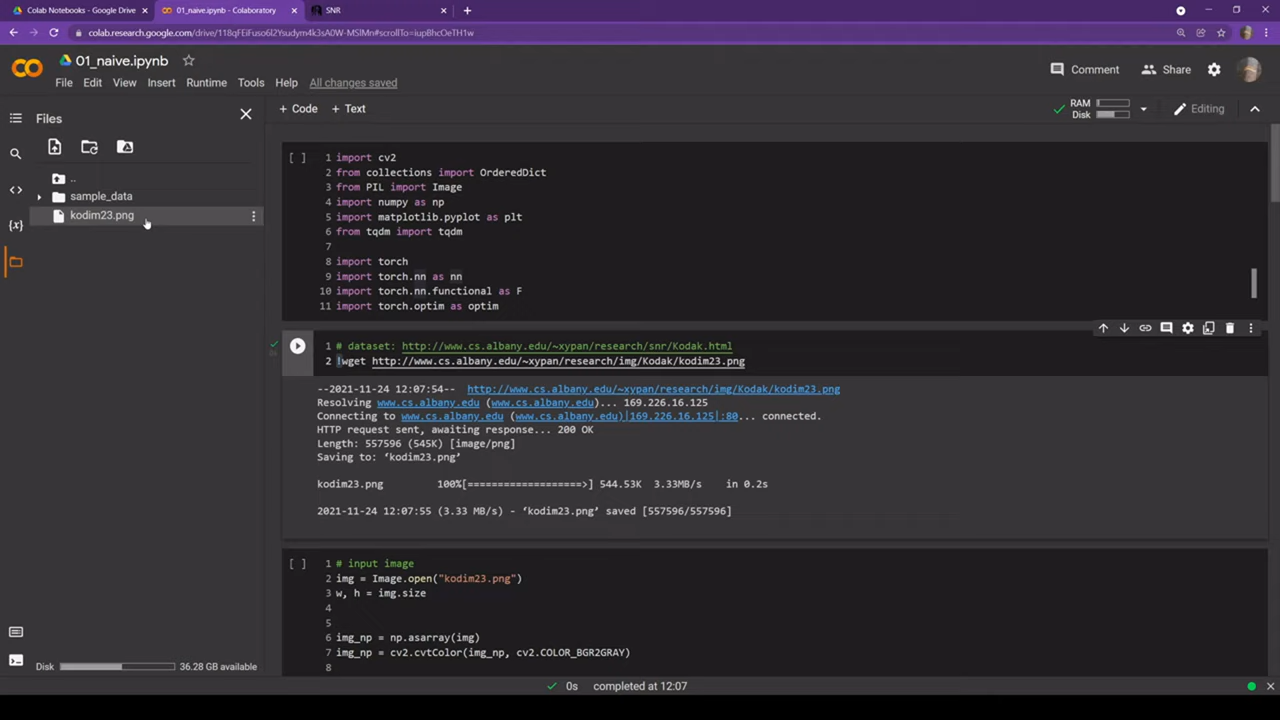 Colab Notebooks - Google Drive
01_naive.ipynb - Colaboratory
SNR
colab.research.google.com/drive/118qFEiFuso6l2Ysudym4k3sA0W-MSlMn#scrollTo=iupBhcOeTH1w
01_naive.ipynb
File Edit View Insert Runtime Tools Help All changes saved
Comment Share
Files
+ Code + Text
RAM
Disk
Editing
..
sample_data
kodim23.png
{x}
[ ]
1 import cv2
2 from collections import OrderedDict
3 from PIL import Image
4 import numpy as np
5 import matplotlib.pyplot as plt
6 from tqdm import tqdm
7
8 import torch
9 import torch.nn as nn
10 import torch.nn.functional as F
11 import torch.optim as optim
0s
1 # dataset: http://www.cs.albany.edu/~xypan/research/snr/Kodak.html
2 !wget http://www.cs.albany.edu/~xypan/research/img/Kodak/kodim23.png
--2021-11-24 12:07:54-- http://www.cs.albany.edu/~xypan/research/img/Kodak/kodim23.png
Resolving www.cs.albany.edu (www.cs.albany.edu)... 169.226.16.125
Connecting to www.cs.albany.edu (www.cs.albany.edu)|169.226.16.125|:80... connected.
HTTP request sent, awaiting response... 200 OK
Length: 557596 (545K) [image/png]
Saving to: ‘kodim23.png’
kodim23.png 100%[===================>] 544.53K 3.33MB/s in 0.2s
2021-11-24 12:07:55 (3.33 MB/s) - ‘kodim23.png’ saved [557596/557596]
[ ]
1 # input image
2 img = Image.open("kodim23.png")
3 w, h = img.size
4
5
6 img_np = np.asarray(img)
7 img_np = cv2.cvtColor(img_np, cv2.COLOR_BGR2GRAY)
8
Disk 36.28 GB available
0s completed at 12:07